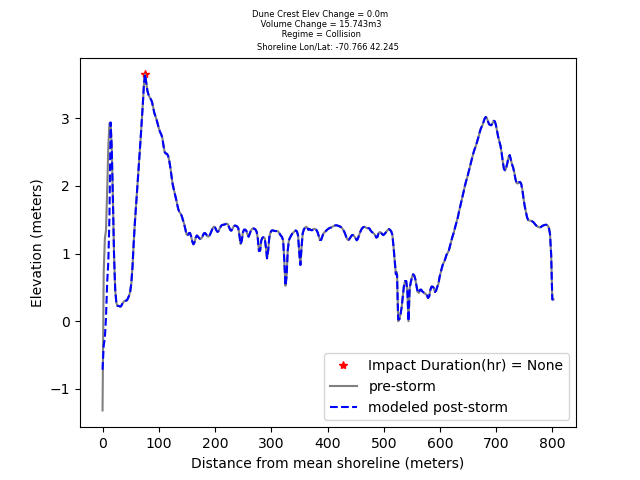 Dune Crest Elev Change = 0.0m
Volume Change = 15.743m3
Regime = Collision
Shoreline Lon/Lat: -70.766 42.245
Elevation (meters)
3
2
1
0
−1
Impact Duration(hr) = None
pre-storm
modeled post-storm
0 100 200 300 400 500 600 700 800
Distance from mean shoreline (meters)